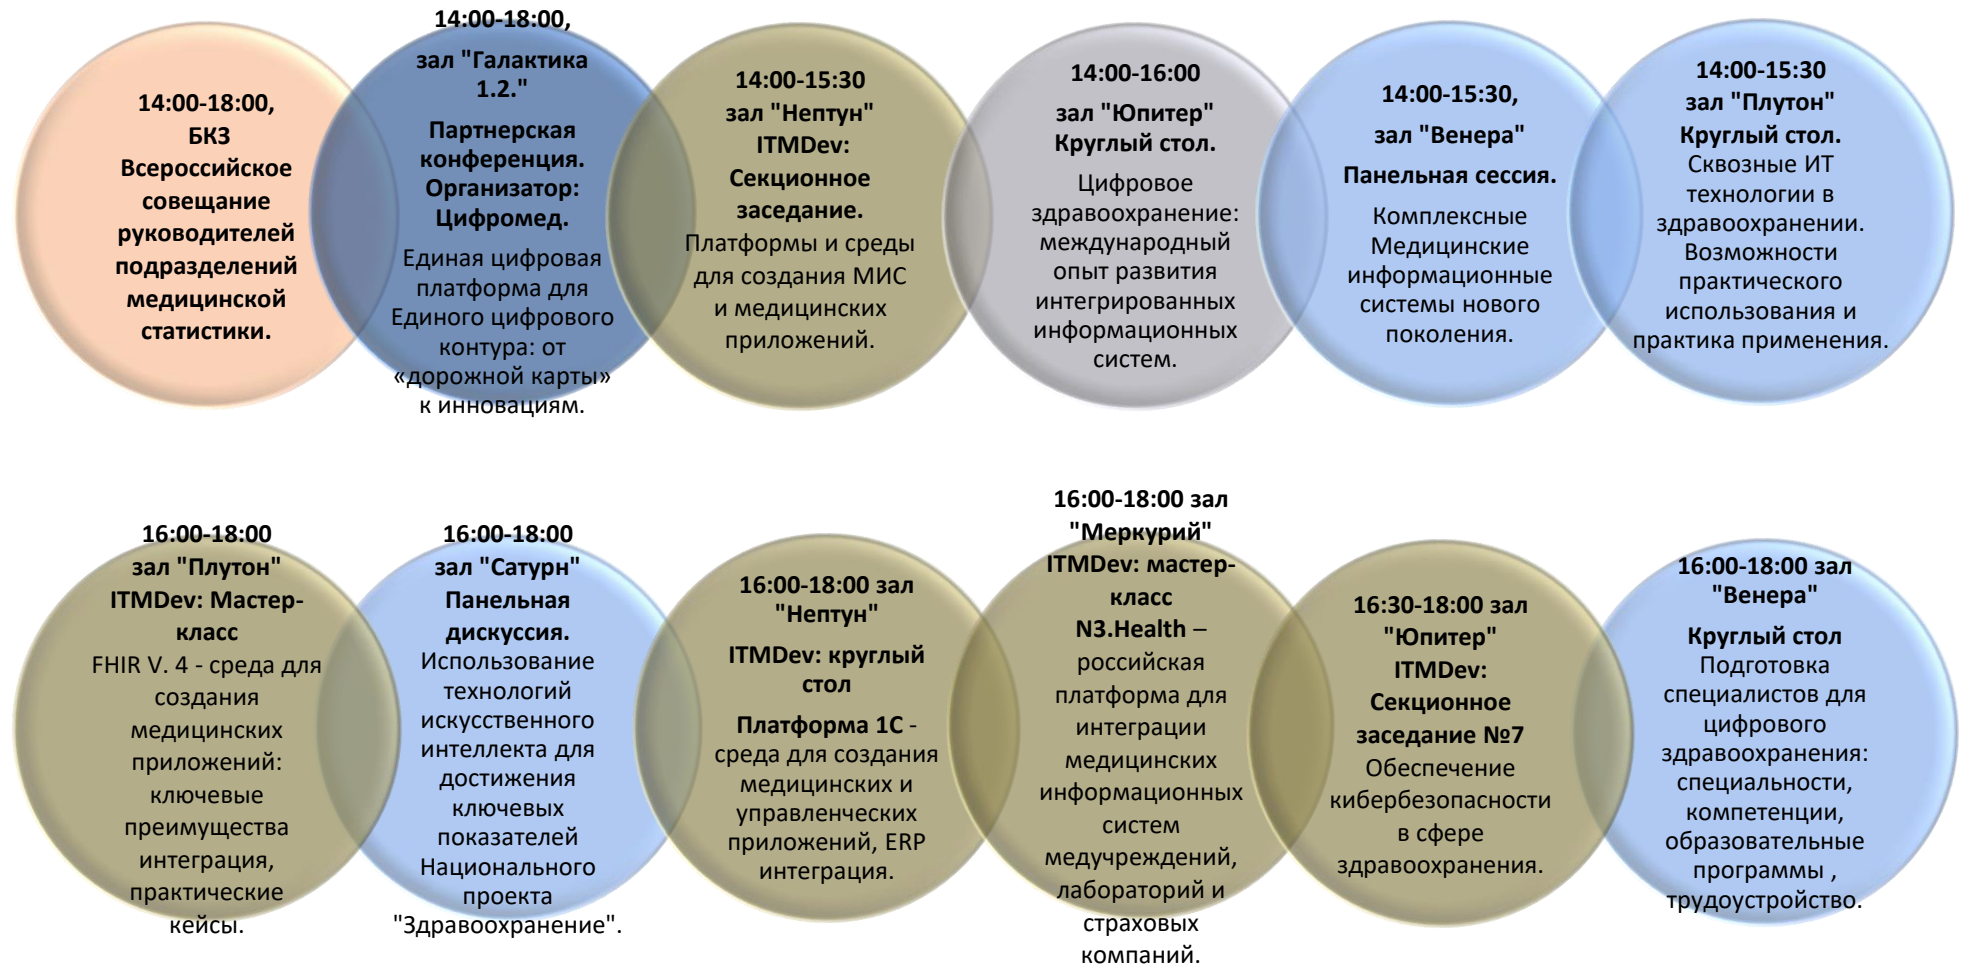 14:00-18:00,
БКЗ
Всероссийское
совещание
руководителей
подразделений
медицинской
статистики.
14:00-18:00,
зал "Галактика
1.2."
Партнерская
конференция.
Организатор:
Цифромед.
Единая цифровая
платформа для
Единого цифрового
контура: от
«дорожной карты»
к инновациям.
14:00-15:30
зал "Нептун"
ITMDev:
Секционное
заседание.
Платформы и среды
для создания МИС
и медицинских
приложений.
14:00-16:00
зал "Юпитер"
Круглый стол.
Цифровое
здравоохранение:
международный
опыт развития
интегрированных
информационных
систем.
14:00-15:30,
зал "Венера"
Панельная сессия.
Комплексные
Медицинские
информационные
системы нового
поколения.
14:00-15:30
зал "Плутон"
Круглый стол.
Сквозные ИТ
технологии в
здравоохранении.
Возможности
практического
использования и
практика применения.
16:00-18:00
зал "Плутон"
ITMDev: Мастер-
класс
FHIR V. 4 - среда для
создания
медицинских
приложений:
ключевые
преимущества
интеграция,
практические
кейсы.
16:00-18:00
зал "Сатурн"
Панельная
дискуссия.
Использование
технологий
искусственного
интеллекта для
достижения
ключевых
показателей
Национального
проекта
"Здравоохранение".
16:00-18:00 зал
"Нептун"
ITMDev: круглый
стол
Платформа 1С -
среда для создания
медицинских и
управленческих
приложений, ERP
интеграция.
16:00-18:00 зал
"Меркурий"
ITMDev: мастер-
класс
N3.Health –
российская
платформа для
интеграции
медицинских
информационных
систем
медучреждений,
лабораторий и
страховых
компаний.
16:30-18:00 зал
"Юпитер"
ITMDev:
Секционное
заседание №7
Обеспечение
кибербезопасности
в сфере
здравоохранения.
16:00-18:00 зал
"Венера"
Круглый стол
Подготовка
специалистов для
цифрового
здравоохранения:
специальности,
компетенции,
образовательные
программы ,
трудоустройство.